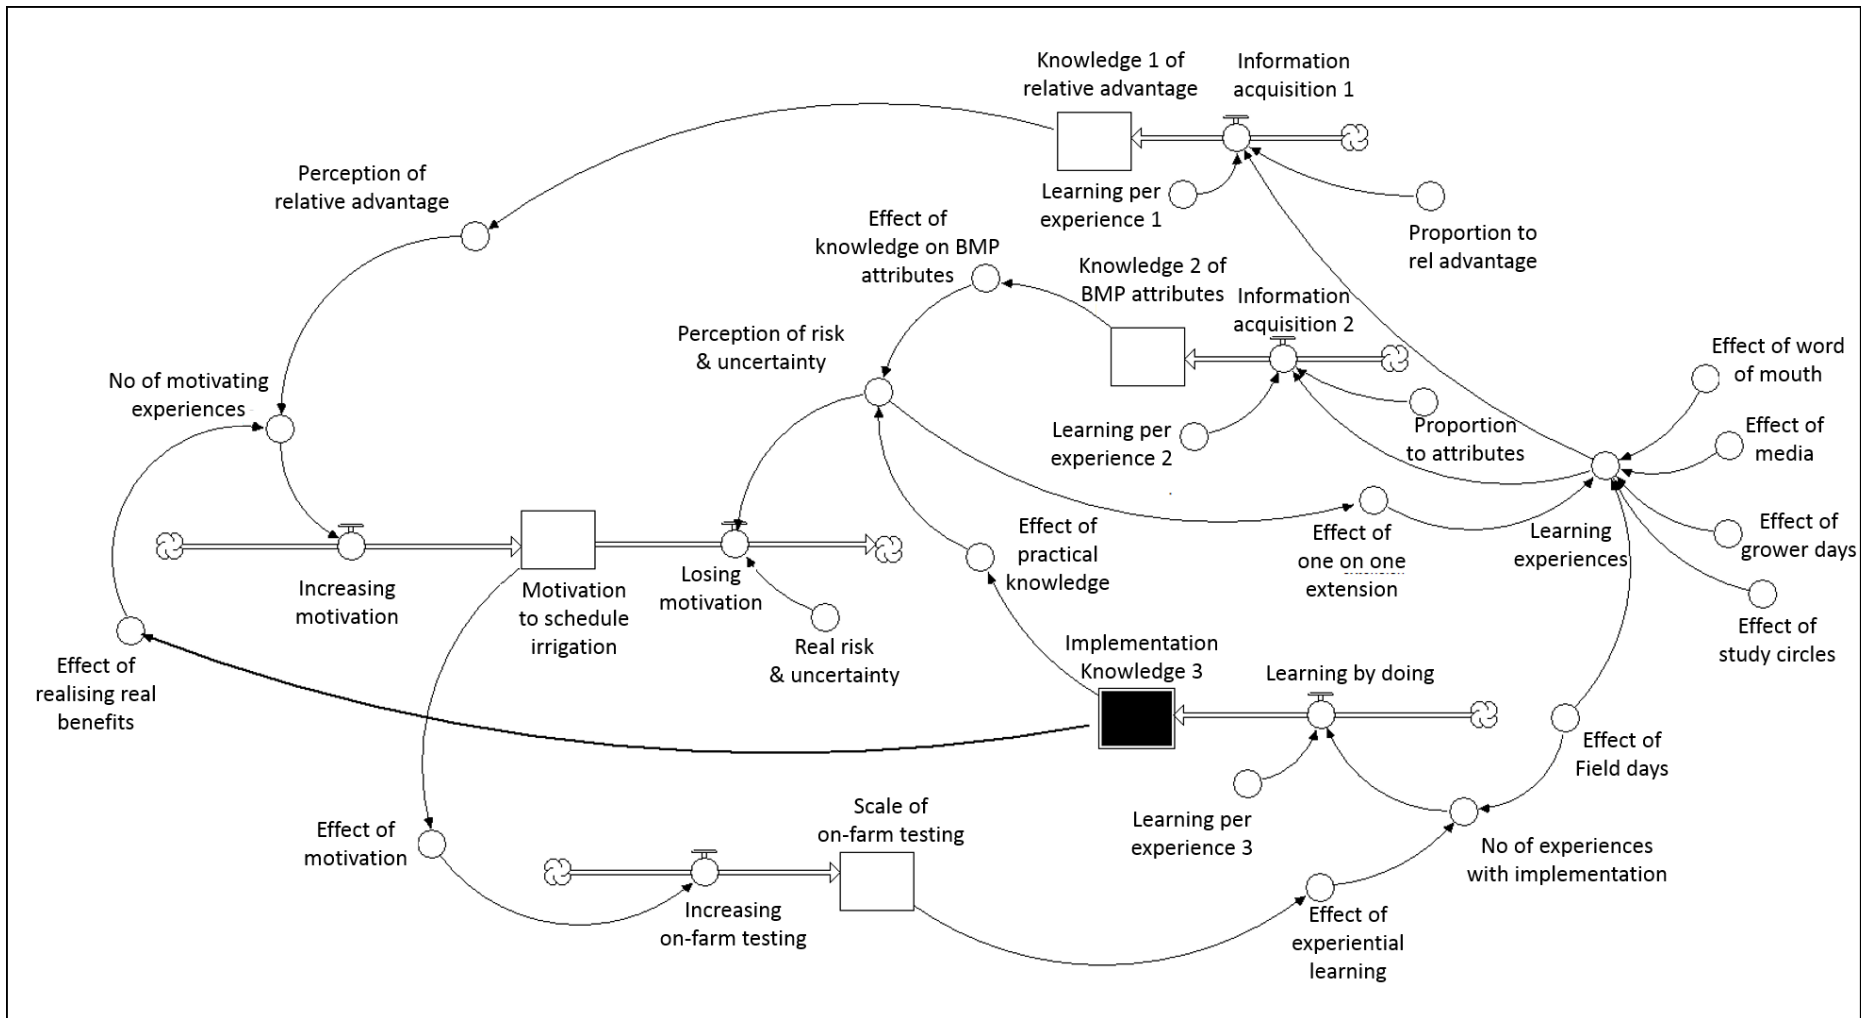 Knowledge 1 of
relative advantage
Information
acquisition 1
Perception of
relative advantage
Learning per
experience 1
Effect of
knowledge on BMP
attributes
Proportion to
rel advantage
Knowledge 2 of
BMP attributes
Information
acquisition 2
Perception of risk
& uncertainty
Effect of word
of mouth
No of motivating
experiences
Learning per
experience 2
Proportion
to attributes
Effect of
media
Effect of
practical
knowledge
Effect of
one on one
extension
Learning
experiences
Effect of
grower days
Increasing
motivation
Motivation
to schedule
irrigation
Losing
motivation
Real risk
& uncertainty
Effect of
study circles
Effect of
realising real
benefits
Implementation
Knowledge 3
Learning by doing
Effect of
Field days
Effect of
motivation
Scale of
on-farm testing
Learning per
experience 3
No of experiences
with implementation
Increasing
on-farm testing
Effect of
experiential
learning